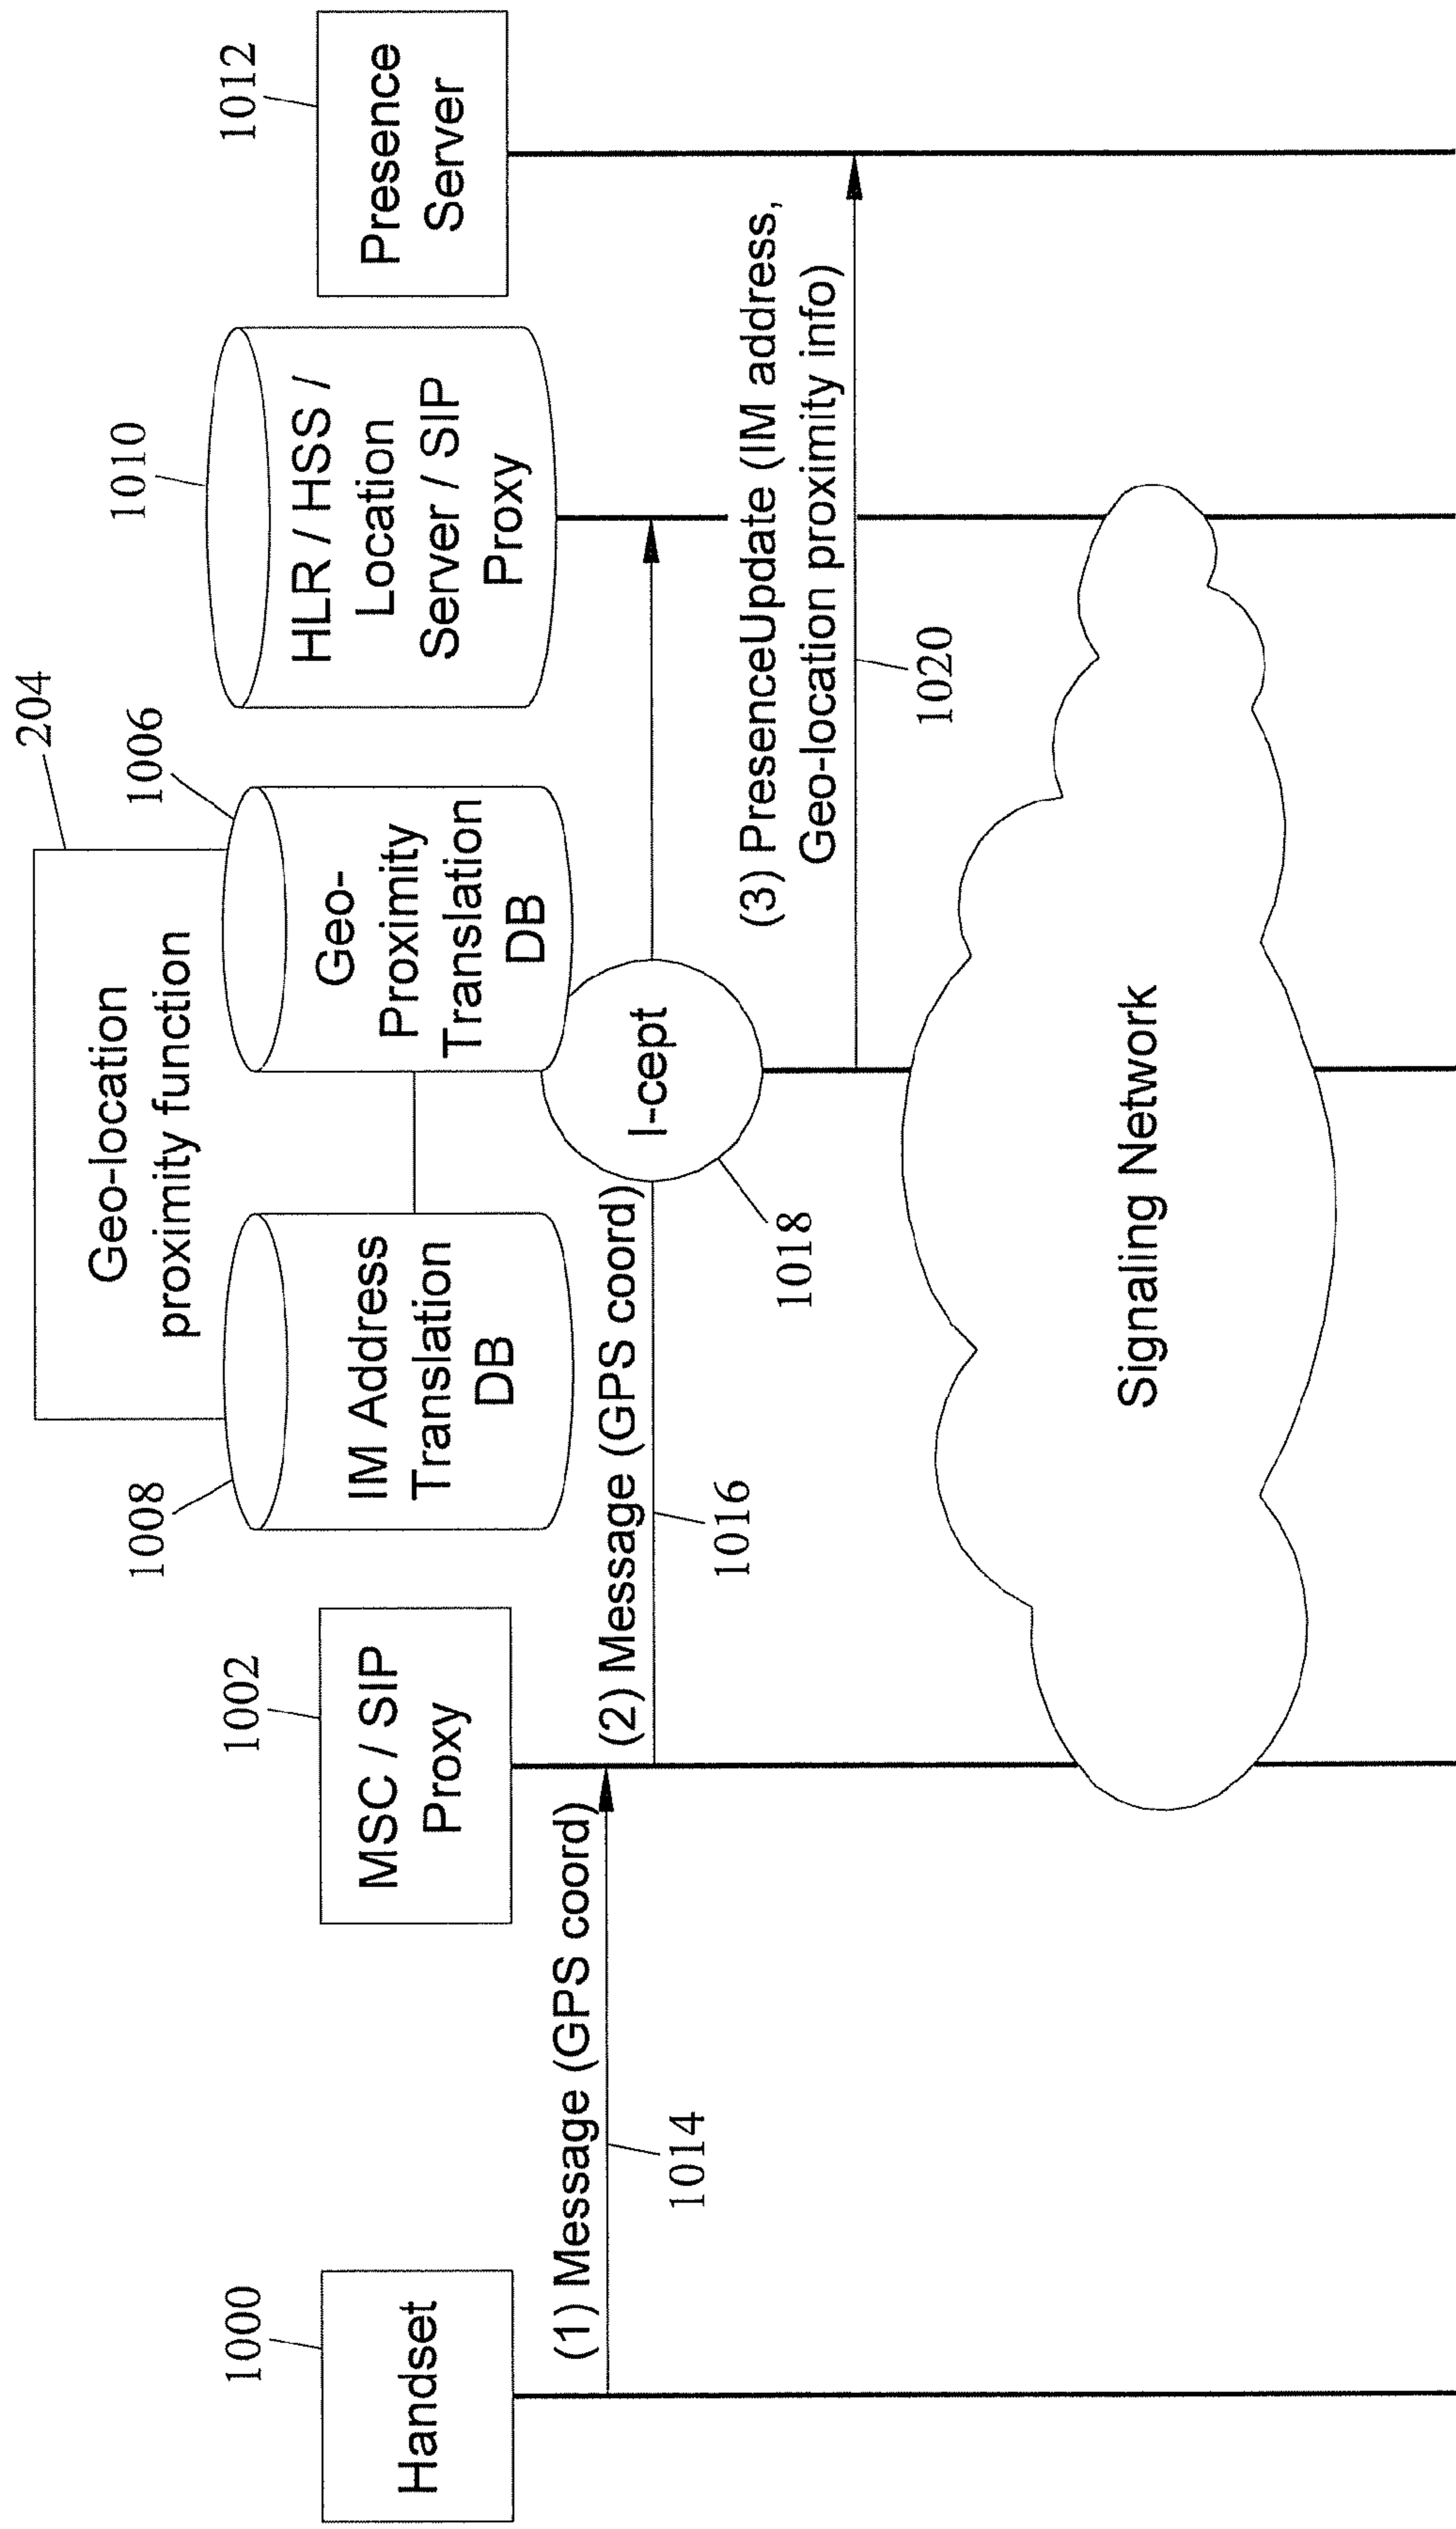 204
1000
1002
1008
1006
1010
1012
Handset
MSC / SIP
Proxy
Geo-location
proximity function
IM Address
Translation
DB
Geo-
Proximity
Translation
DB
HLR / HSS /
Location
Server / SIP
Proxy
Presence
Server
(1) Message (GPS coord)
1014
(2) Message (GPS coord)
1016
I-cept
1018
(3) PresenceUpdate (IM address,
Geo-location proximity info)
1020
Signaling Network